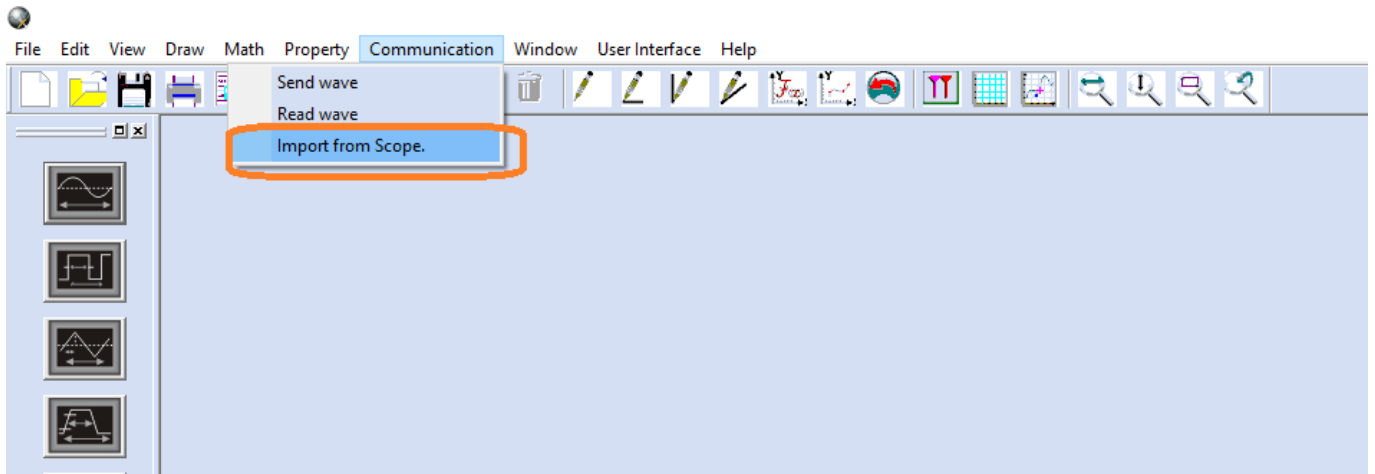 File Edit View Draw Math Property Communication Window User Interface Help
Send wave
Read wave
Import from Scope.